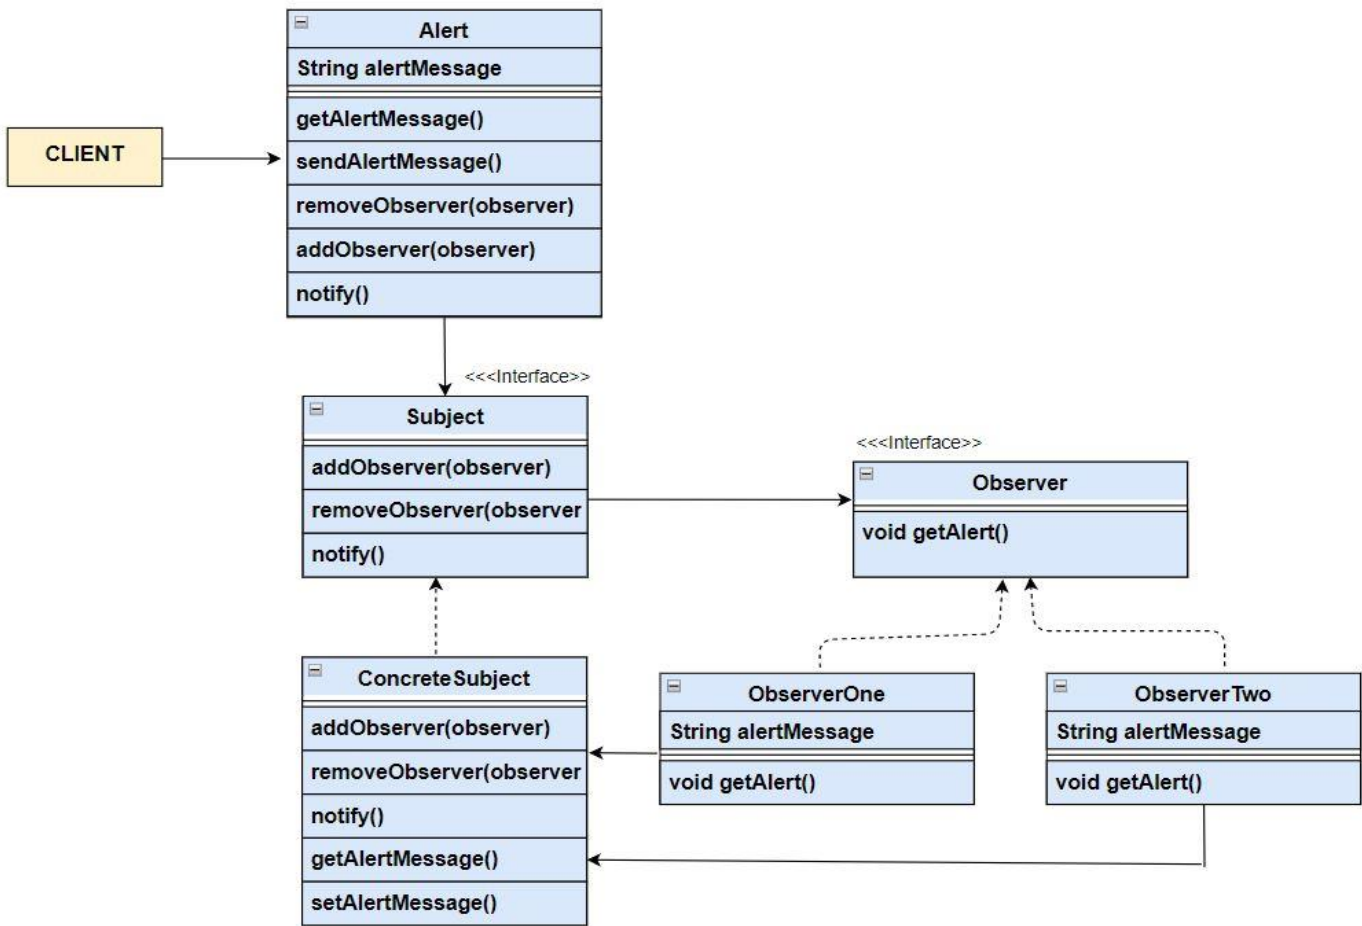 Alert
String alertMessage
getAlertMessage()
CLIENT
sendAlertMessage()
removeObserver(observer)
addObserver(observer)
notify()
<<<Interface>>
Subject
addObserver(observer)
removeObserver(observer
notify()
<<<Interface>>
Observer
void getAlert()
ConcreteSubject
addObserver(observer)
removeObserver(observer
notify()
getAlertMessage()
setAlertMessage()
ObserverOne
String alertMessage
void getAlert()
ObserverTwo
String alertMessage
void getAlert()